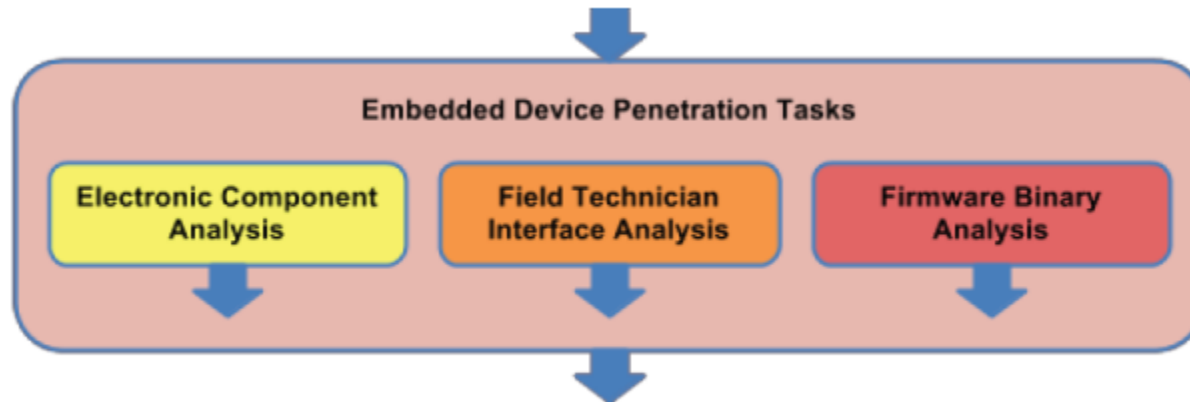 Embedded Device Penetration Tasks
Electronic Component
Analysis
Field Technician
Interface Analysis
Firmware Binary
Analysis